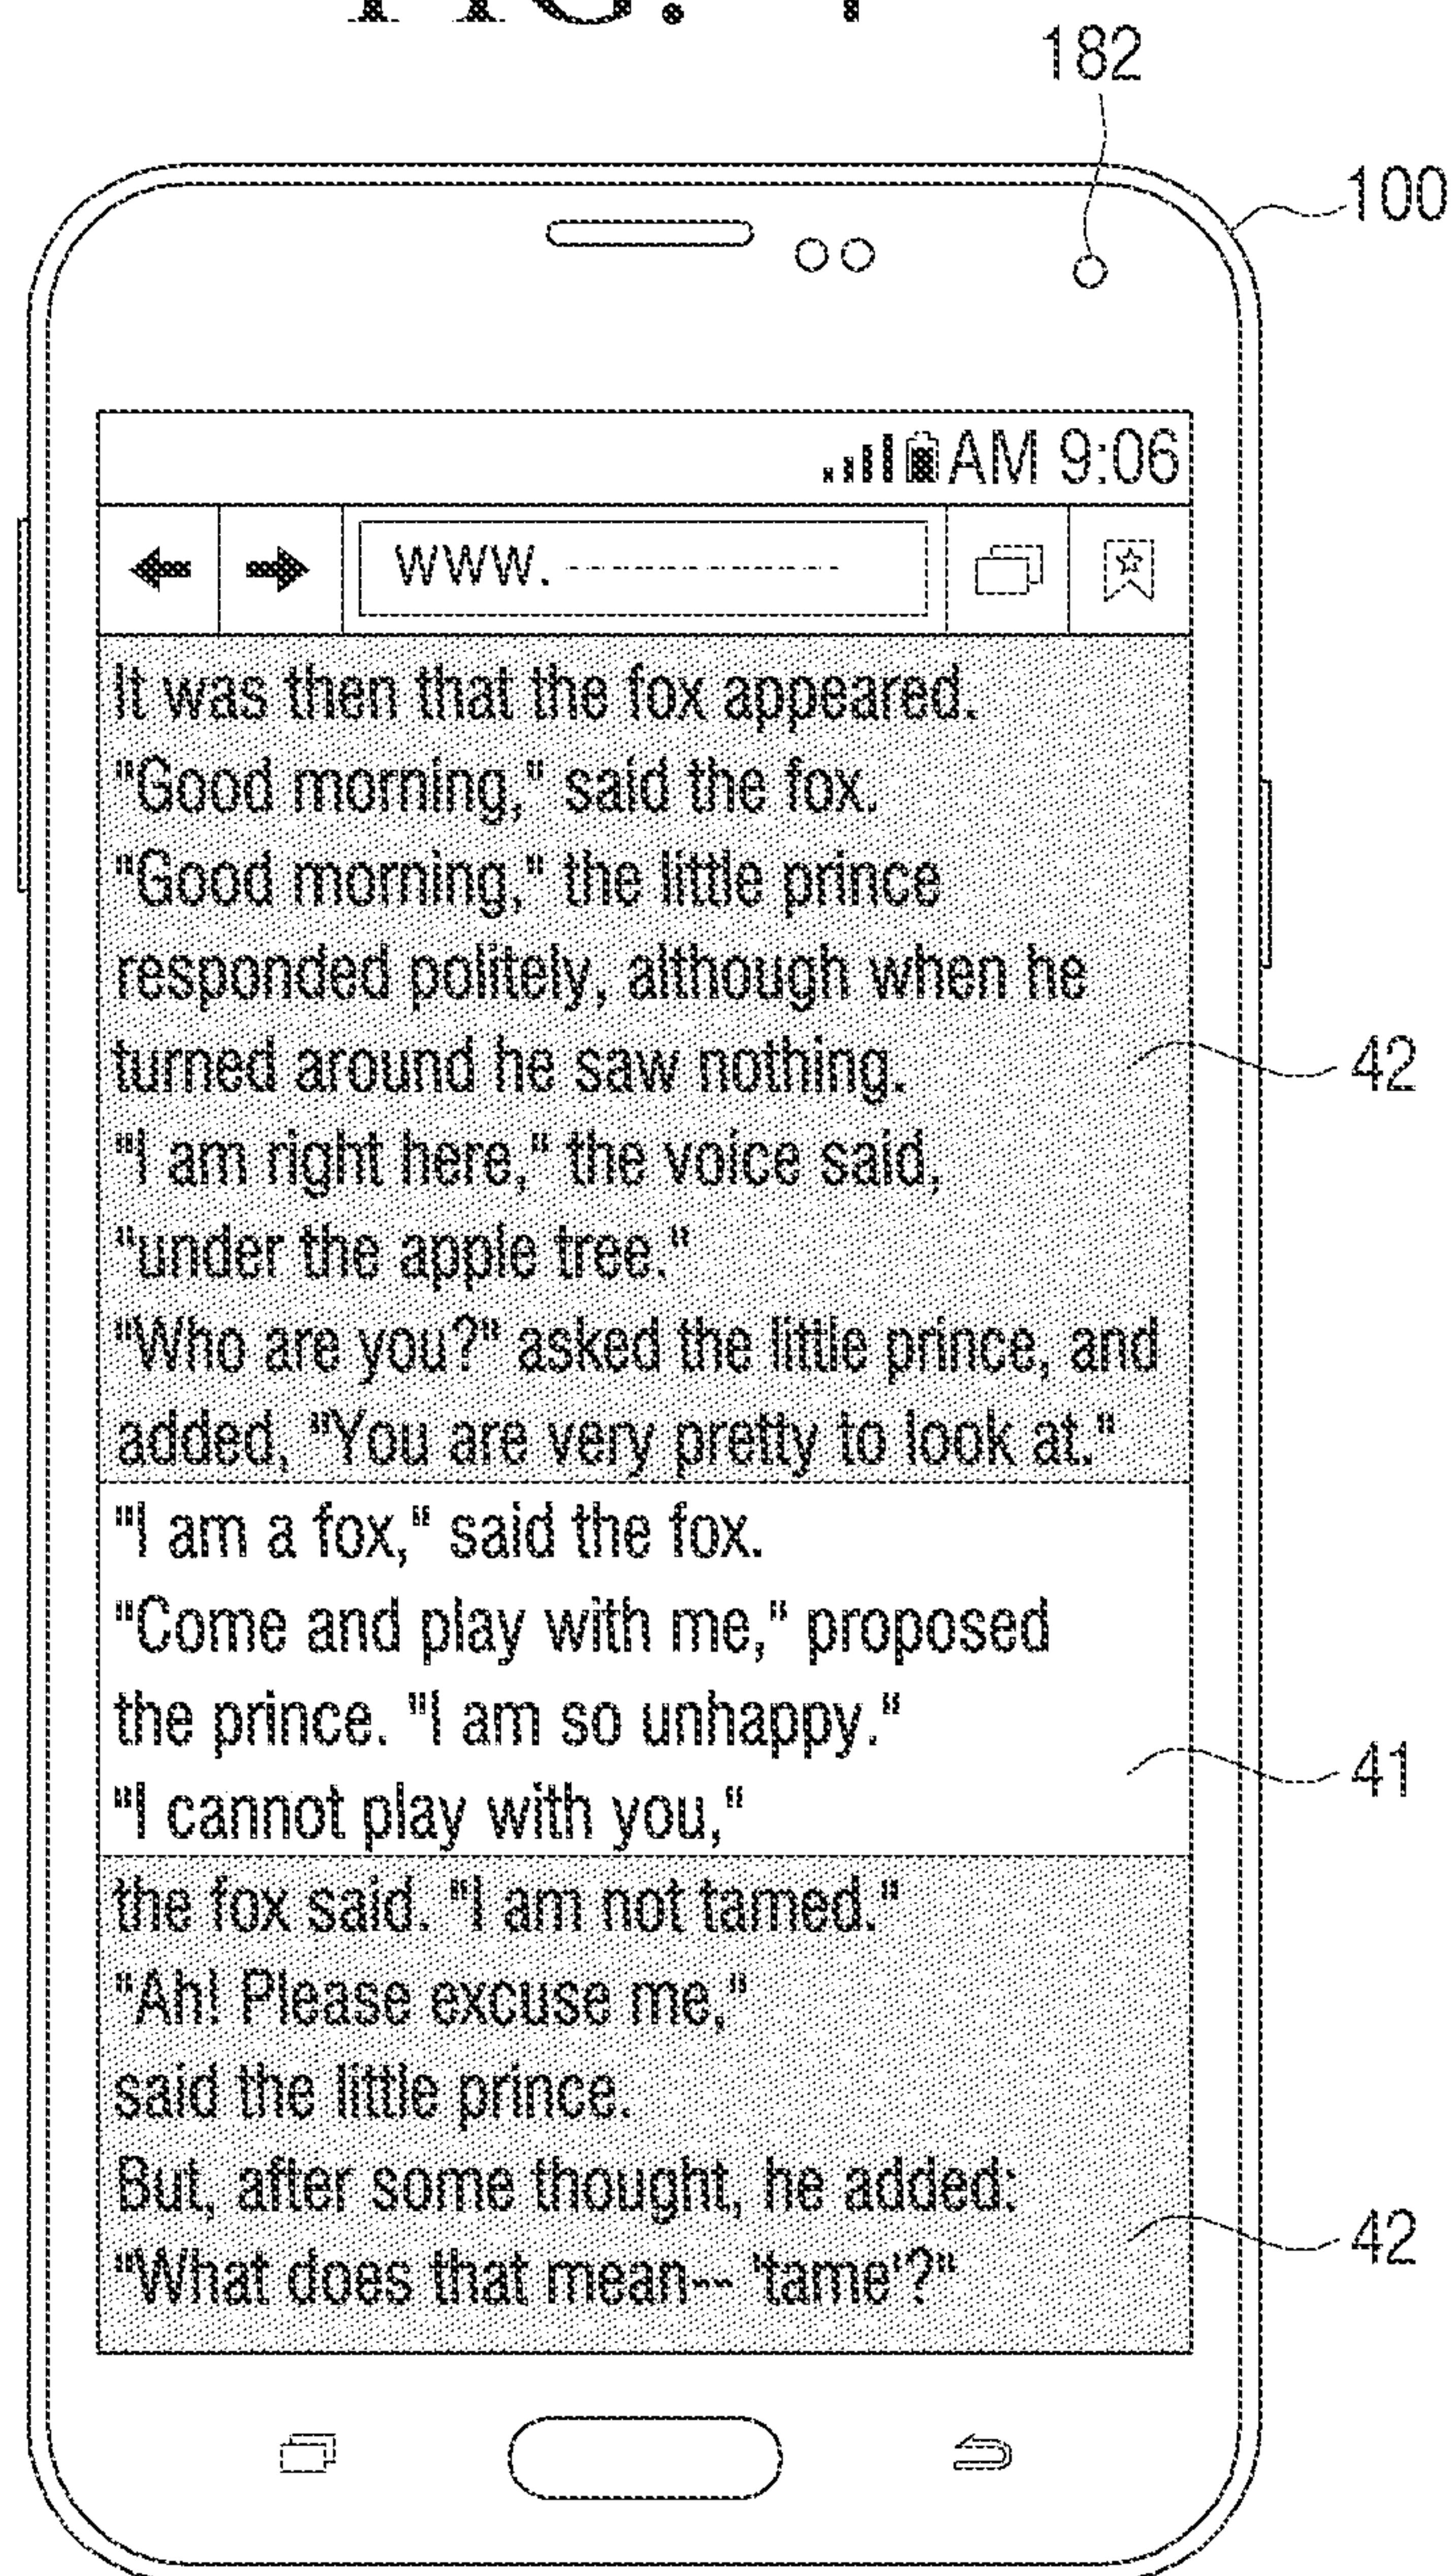 182
100
AM 9:06
www.
It was then that the fox appeared.
"Good morning," said the fox.
"Good morning," the little prince
responded politely, although when he
turned around he saw nothing.
42
"I am right here," the voice said,
"under the apple tree."
"Who are you?" asked the little prince, and
added, "You are very pretty to look at."
"I am a fox," said the fox.
"Come and play with me," proposed
the prince. "I am so unhappy."
41
"I cannot play with you,"
the fox said. "I am not tamed."
"Ah! Please excuse me,"
said the little prince.
But, after some thought, he added:
42
"What does that mean-- 'tame'?"